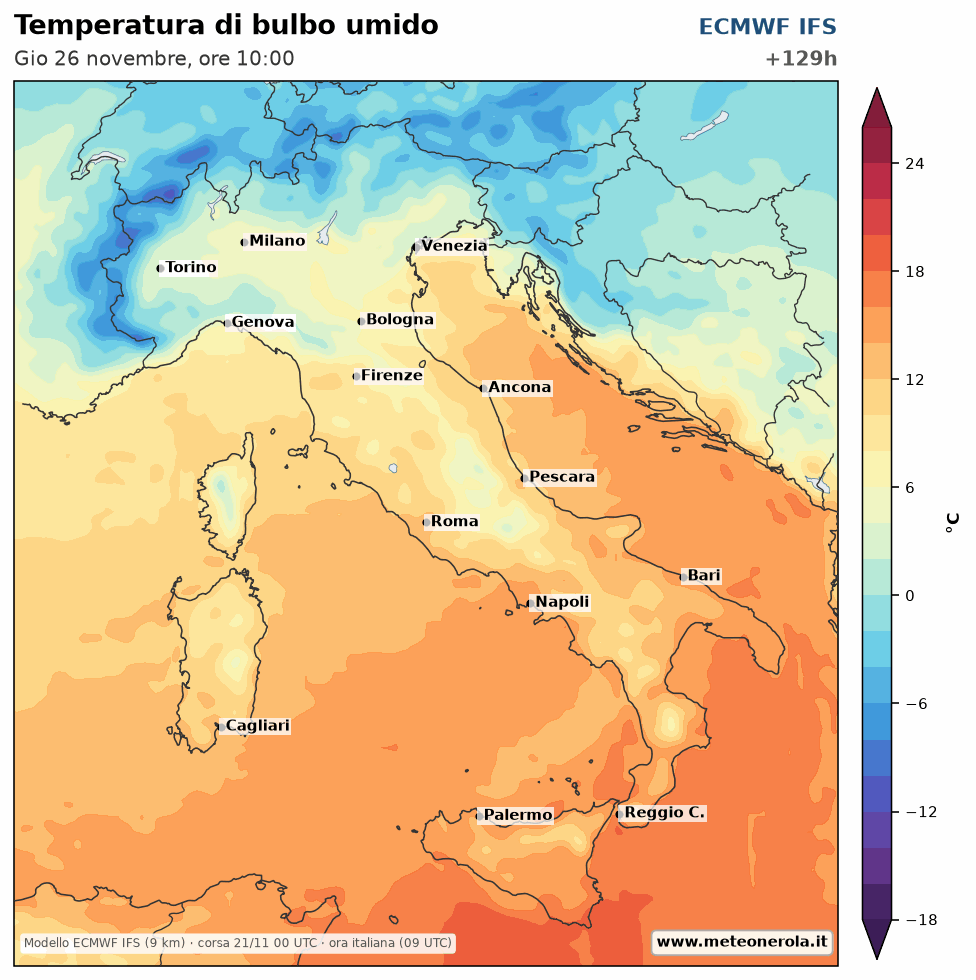 Temperatura di bulbo umido
ECMWF IFS
Gio 26 novembre, ore 10:00
+129h
Milano
Venezia
Torino
Genova
Bologna
Firenze
Ancona
Pescara
Roma
Bari
Napoli
Cagliari
Palermo
Reggio C.
24
18
12
6
0
−6
−12
−18
°C
Modello ECMWF IFS (9 km) · corsa 21/11 00 UTC · ora italiana (09 UTC)
www.meteonerola.it